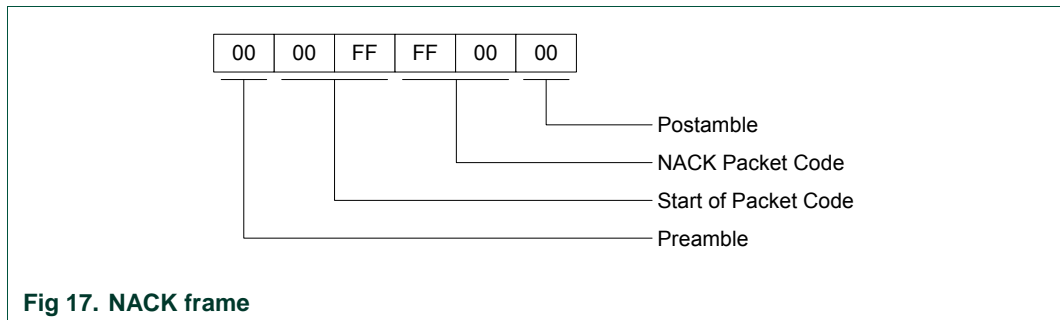 00 00 FF FF 00 00
Postamble
NACK Packet Code
Start of Packet Code
Preamble
Fig 17. NACK frame